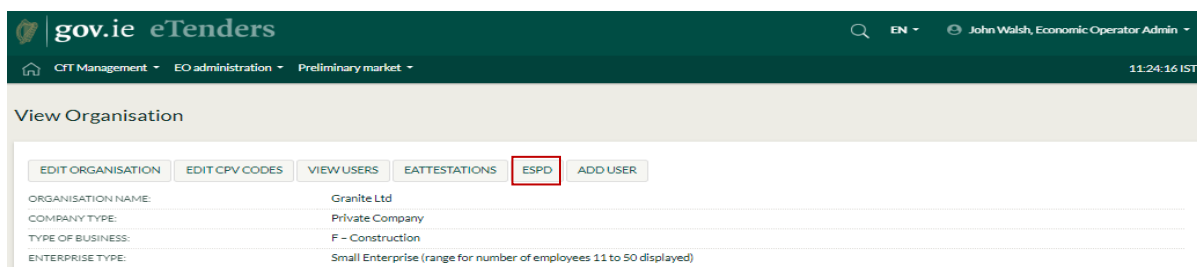 gov.ie eTenders EN John Walsh, Economic Operator Admin
CfT Management EO administration Preliminary market 11:24:16 IST
View Organisation
EDIT ORGANISATION EDIT CPV CODES VIEW USERS EATTESTATIONS ESPD ADD USER
ORGANISATION NAME: Granite Ltd
COMPANY TYPE: Private Company
TYPE OF BUSINESS: F – Construction
ENTERPRISE TYPE: Small Enterprise (range for number of employees 11 to 50 displayed)